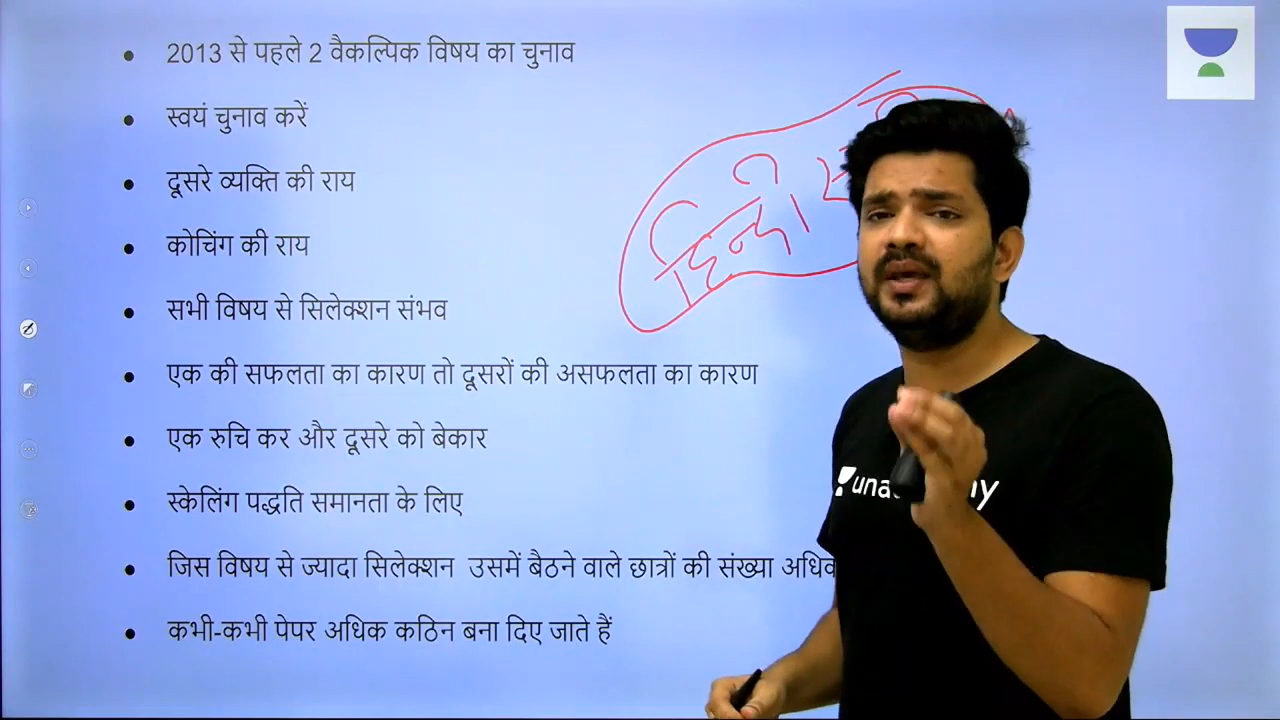 2013 से पहले 2 वैकल्पिक विषय का चुनाव
स्वयं चुनाव करें
दूसरे व्यक्ति की राय
कोचिंग की राय
सभी विषय से सिलेक्शन संभव
एक की सफलता का कारण तो दूसरों की असफलता का कारण
एक रुचि कर और दूसरे को बेकार
स्केलिंग पद्धति समानता के लिए
जिस विषय से ज्यादा सिलेक्शन उसमें बैठने वाले छात्रों की संख्या
कभी-कभी पेपर अधिक कठिन बना दिए जाते हैं
हिन्दी